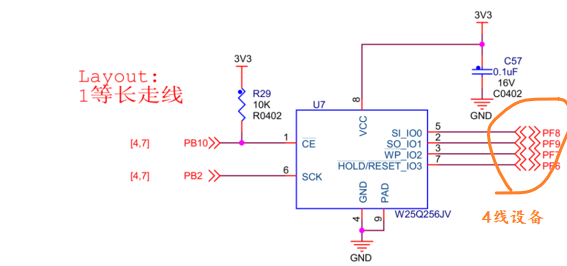 3V3
3V3
C57
0.1uF
16V
C0402
GND
Layout:
1等长走线
R29
10K
R0402
U7
8
VCC
[4,7]
PB10
1
CE
SI_IO0
5
PF8
SO_IO1
2
PF9
WP_IO2
3
PF7
HOLD/RESET_IO3
7
PF6
[4,7]
PB2
6
SCK
GND
PAD
4
9
W25Q256JV
4线设备
GND